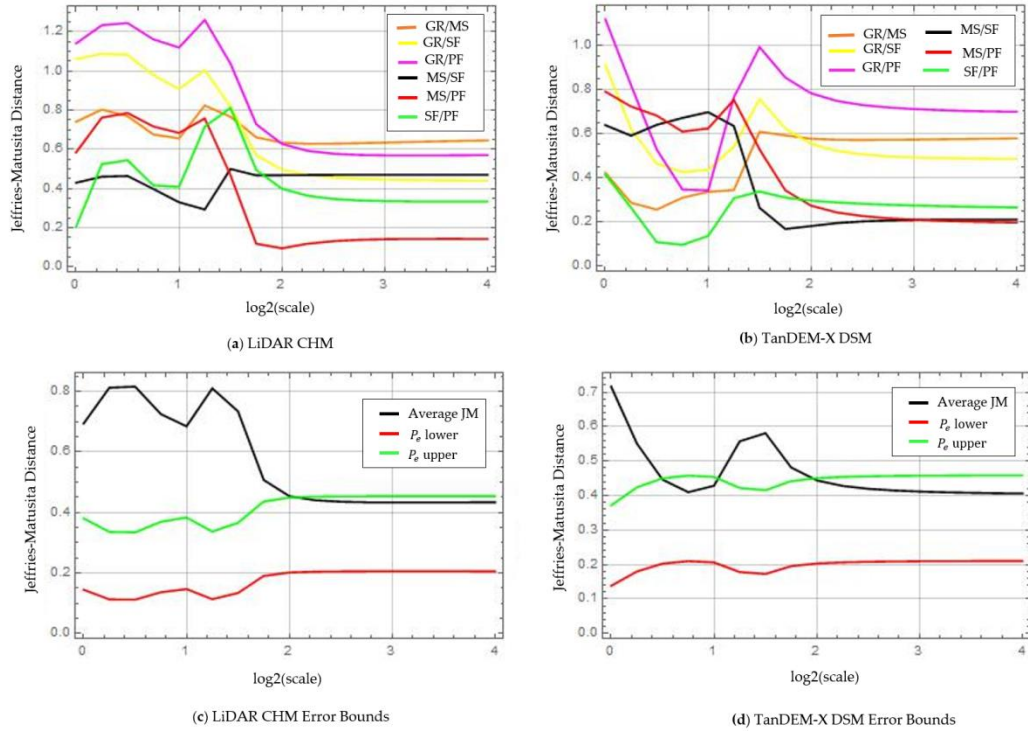 Jeffries-Matusita Distance
1.2
1.0
0.8
0.6
0.4
0.2
0.0
0 1 2 3 4
log2(scale)
GR/MS
GR/SF
GR/PF
MS/SF
MS/PF
SF/PF
(a) LiDAR CHM
Jeffries-Matusita Distance
1.0
0.8
0.6
0.4
0.2
0.0
0 1 2 3 4
log2(scale)
GR/MS MS/SF
GR/SF MS/PF
GR/PF SF/PF
(b) TanDEM-X DSM
Jeffries-Matusita Distance
0.8
0.6
0.4
0.2
0.0
0 1 2 3 4
log2(scale)
Average JM
Pe lower
Pe upper
(c) LiDAR CHM Error Bounds
Jeffries-Matusita Distance
0.7
0.6
0.5
0.4
0.3
0.2
0.1
0.0
0 1 2 3 4
log2(scale)
Average JM
Pe lower
Pe upper
(d) TanDEM-X DSM Error Bounds